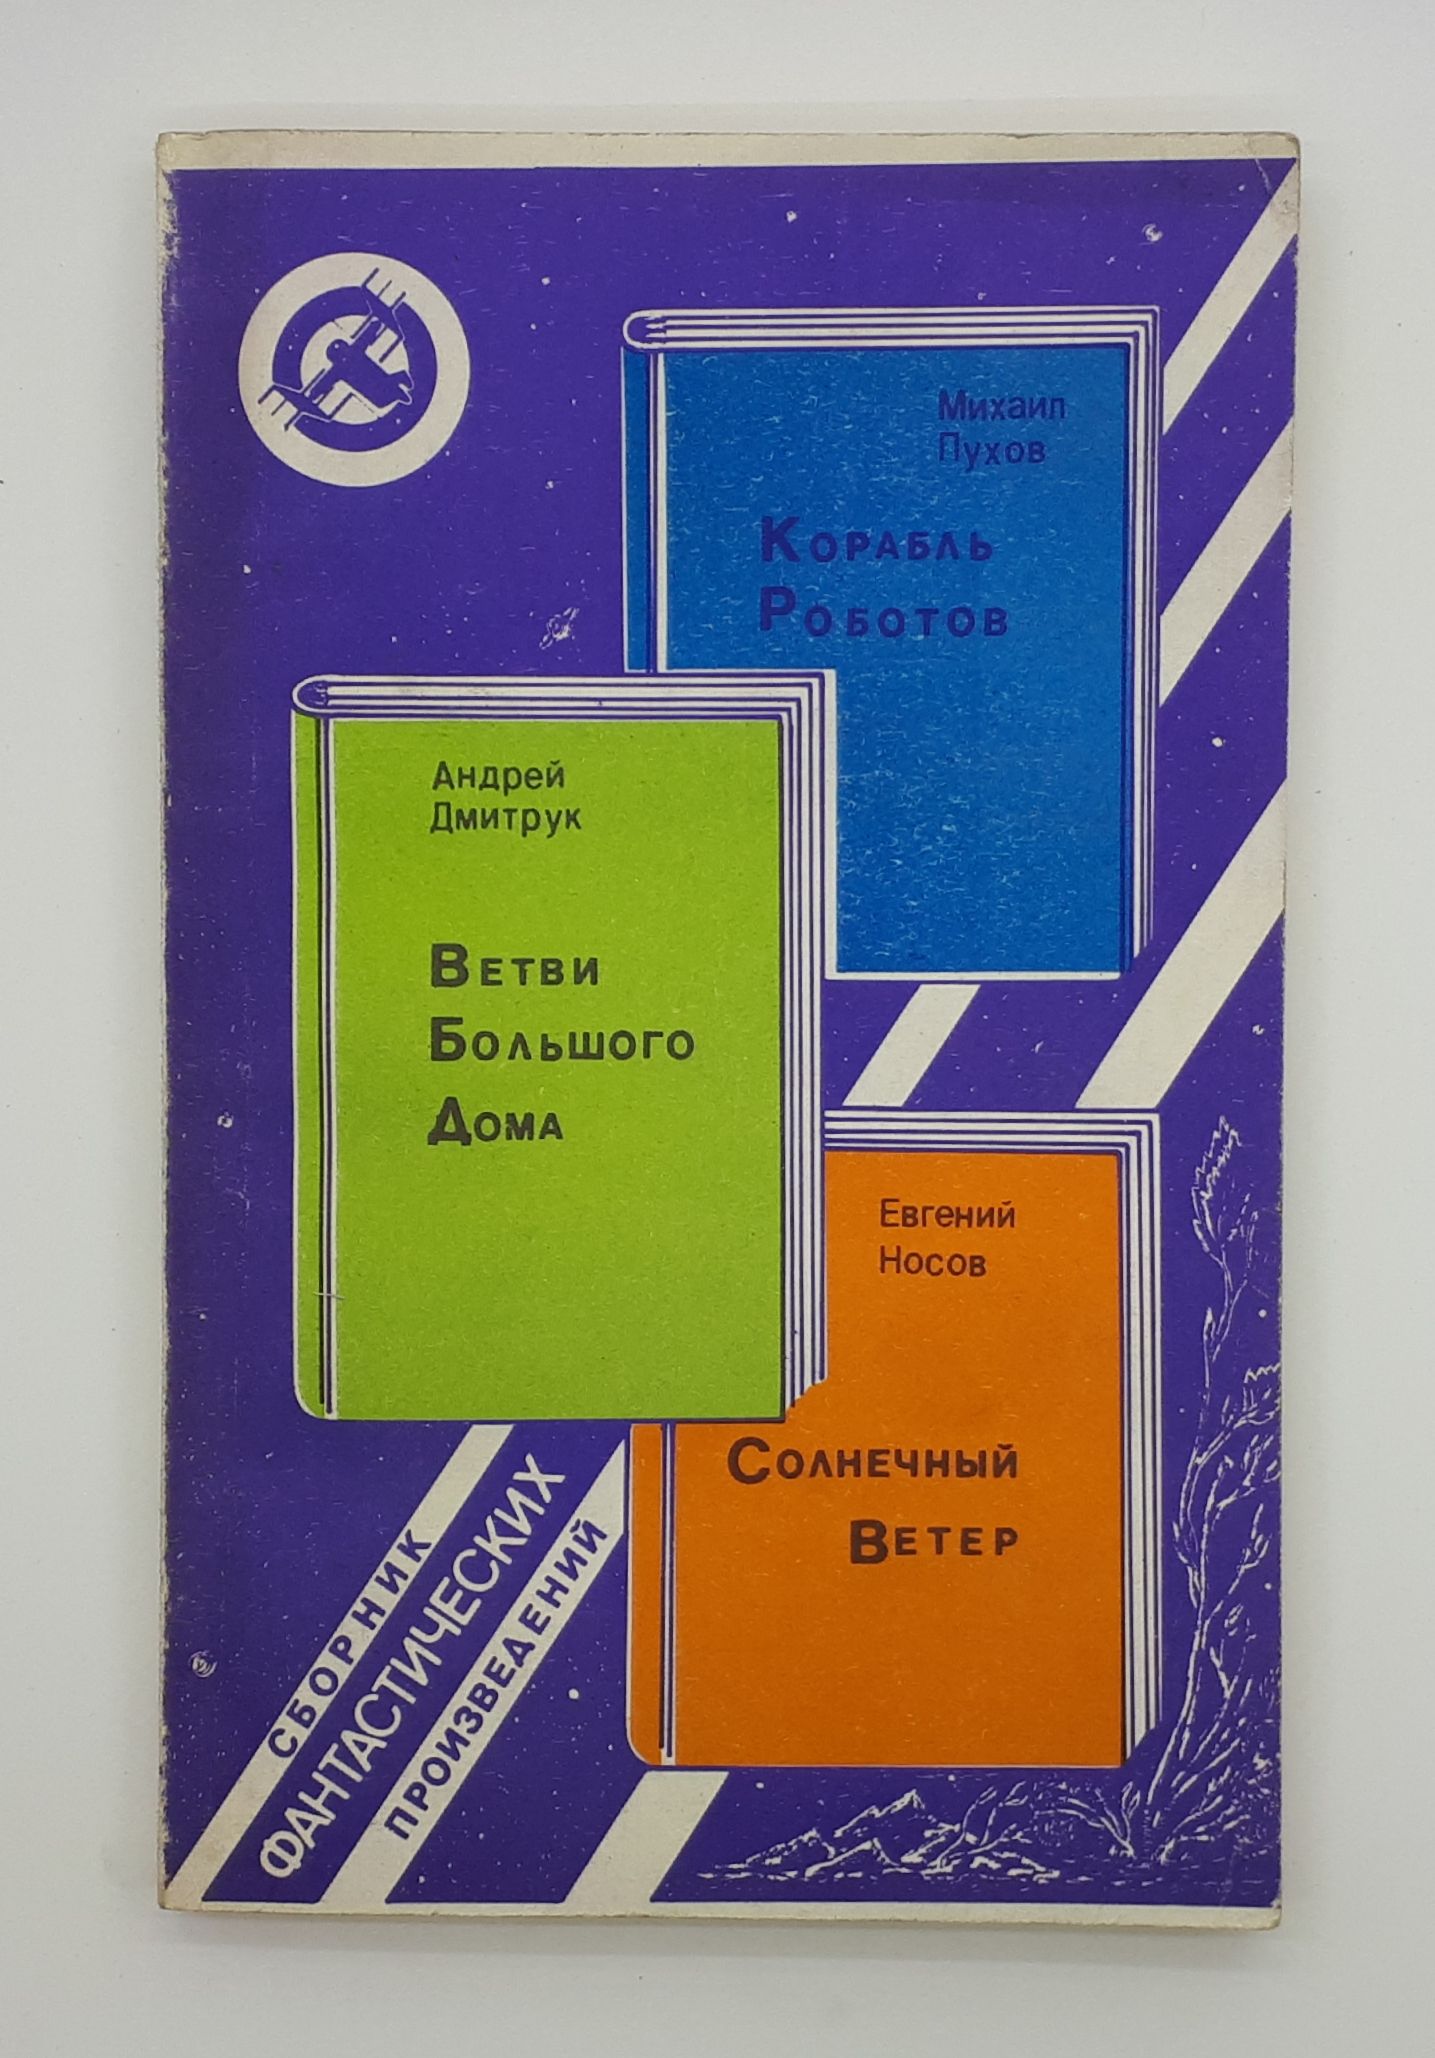 Михаил
Пухов
Корабль
Роботов
Андрей
Дмитрук
Ветви
Большого
Дома
Евгений
Носов
Солнечный
Ветер
СБОРНИК
ФАНТАСТИЧЕСКИХ
ПРОИЗВЕДЕНИЙ